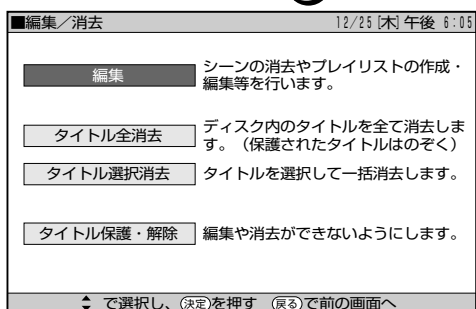 ■編集／消去 12/25[木]午後 6:05
編集 シーンの消去やプレイリストの作成・
編集等を行います。
タイトル全消去 ディスク内のタイトルを全て消去しま
す。（保護されたタイトルはのぞく）
タイトル選択消去 タイトルを選択して一括消去します。
タイトル保護・解除 編集や消去ができないようにします。
で選択し、決定を押す 戻るで前の画面へ